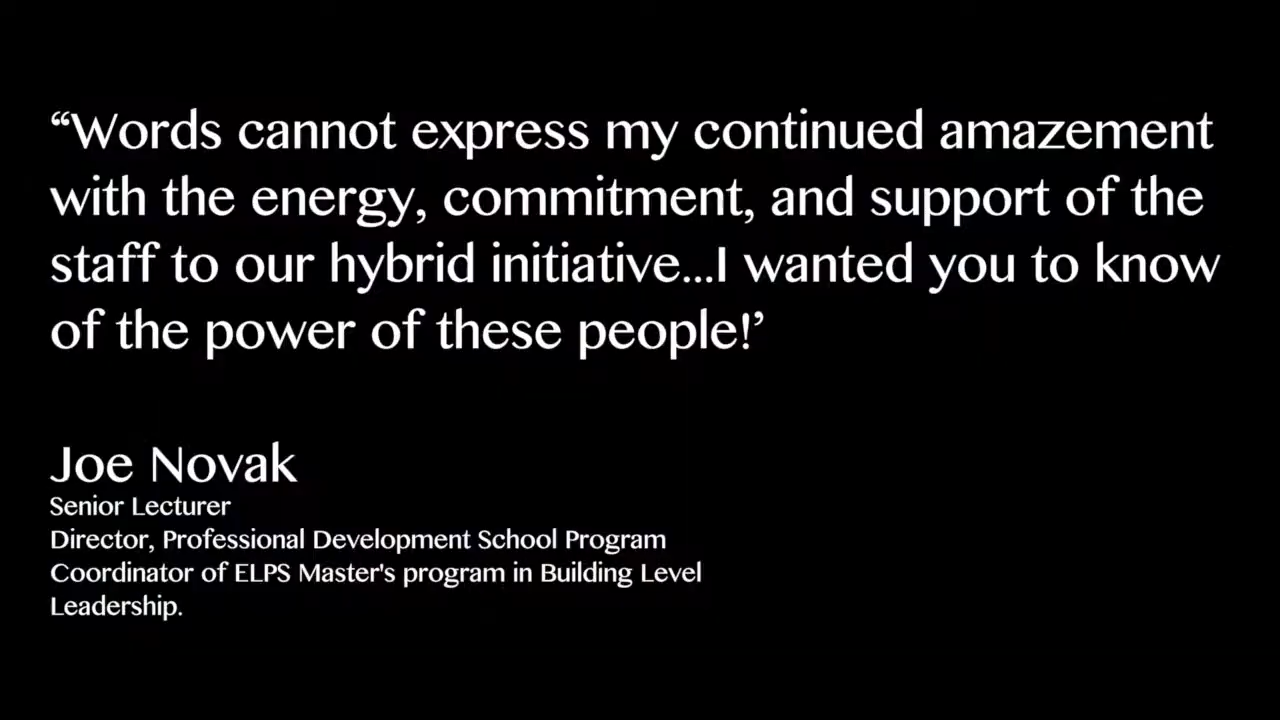 “Words cannot express my continued amazement
with the energy, commitment, and support of the
staff to our hybrid initiative...I wanted you to know
of the power of these people!’
Joe Novak
Senior Lecturer
Director, Professional Development School Program
Coordinator of ELPS Master's program in Building Level
Leadership.